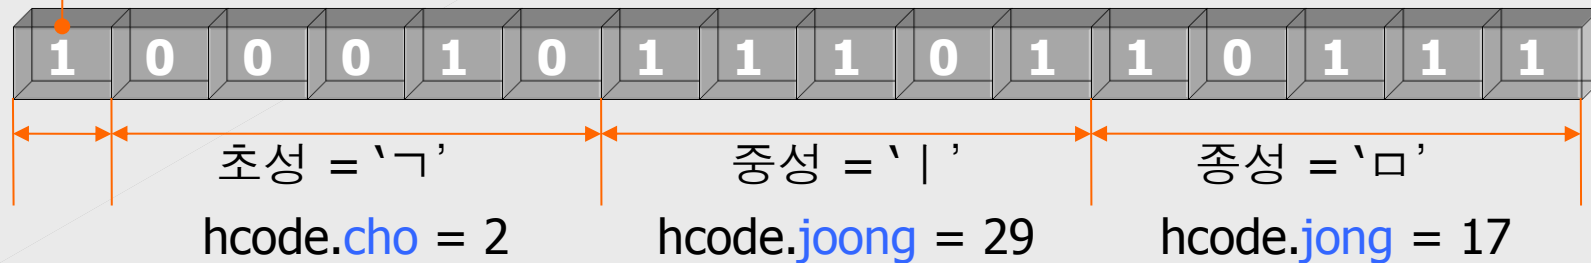 1 0 0 0 1 0 1 1 1 0 1 1 0 1 1 1
초성 = ‵ㄱ’ 중성 = ‵ㅣ’ 종성 = ‵ㅁ’
hcode.cho = 2 hcode.joong = 29 hcode.jong = 17